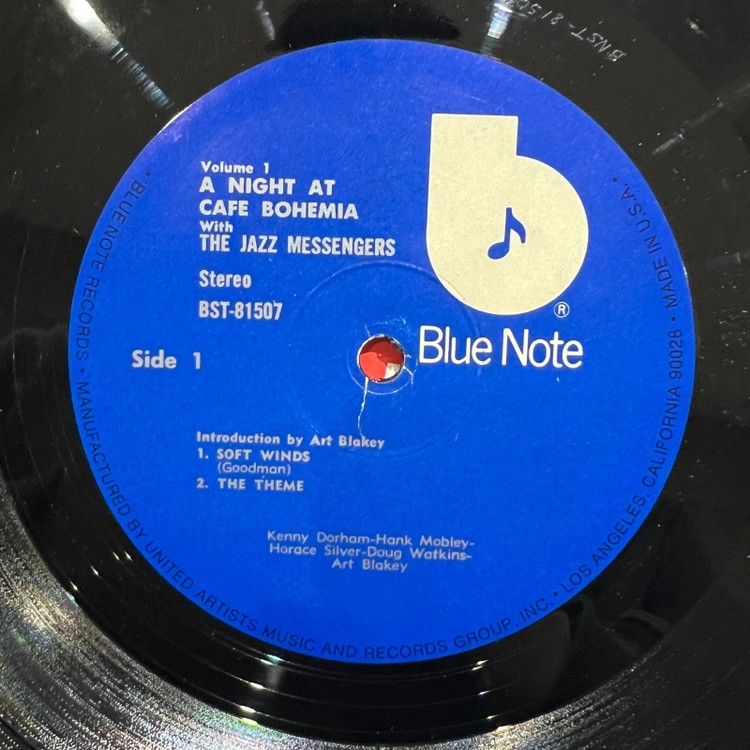 Volume 1
A NIGHT AT
CAFE BOHEMIA
With
THE JAZZ MESSENGERS
Stereo
BST-81507
Side 1
b
®
Blue Note
Introduction by Art Blakey
1. SOFT WINDS
(Goodman)
2. THE THEME
Kenny Dorham-Hank Mobley-
Horace Silver-Doug Watkins-
Art Blakey
• BLUE NOTE RECORDS • MANUFACTURED BY UNITED ARTISTS MUSIC AND RECORDS GROUP, INC. • LOS ANGELES, CALIFORNIA 90028 • MADE IN U.S.A. •